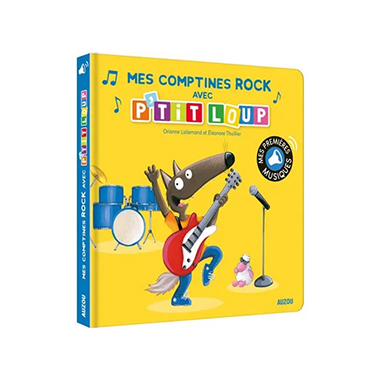 MES COMPTINES ROCK
AVEC
P'TIT LOUP
Orianne Lallemand et Éléonore Thuillier
MES PREMIÈRES
MUSIQUES
AUZOU
MES COMPTINES ROCK AVEC P'TIT LOUP
AUZOU